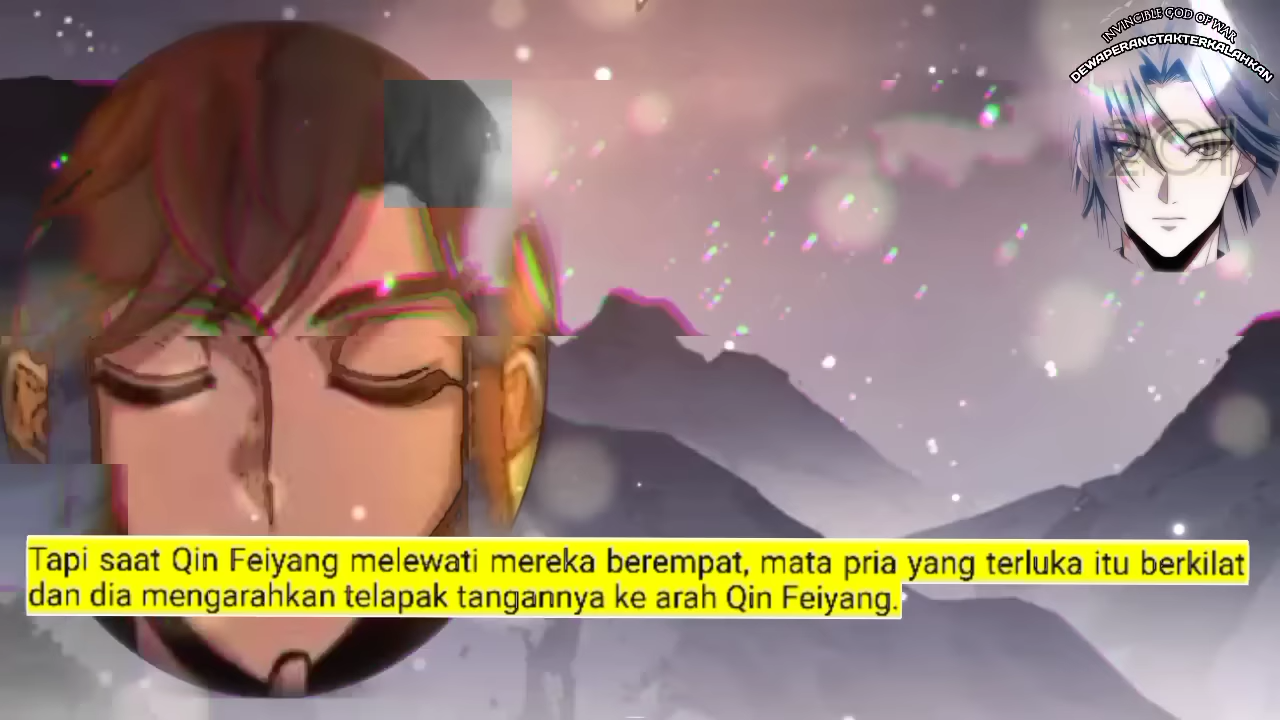 INVINCIBLE GOD OF WAR
DEWAPERANGTAKTERKALAHKAN
Tapi saat Qin Feiyang melewati mereka berempat, mata pria yang terluka itu berkilat
dan dia mengarahkan telapak tangannya ke arah Qin Feiyang.